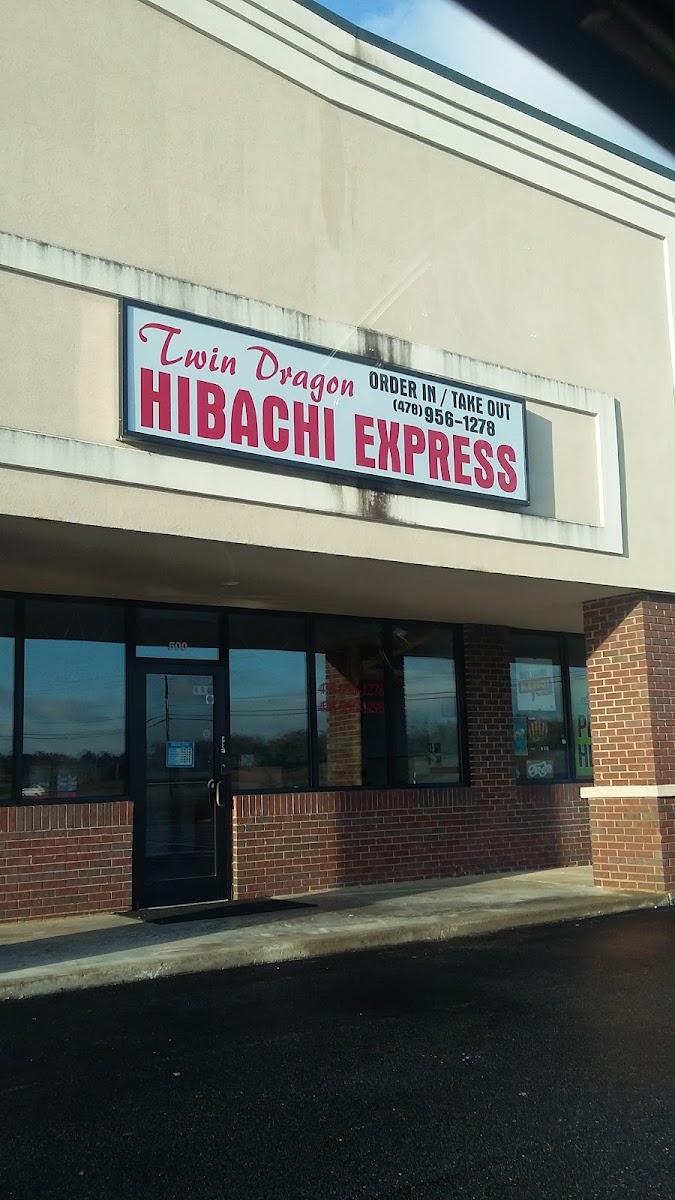 Twin Dragon
ORDER IN / TAKE OUT
(478) 956-1278
HIBACHI EXPRESS
500